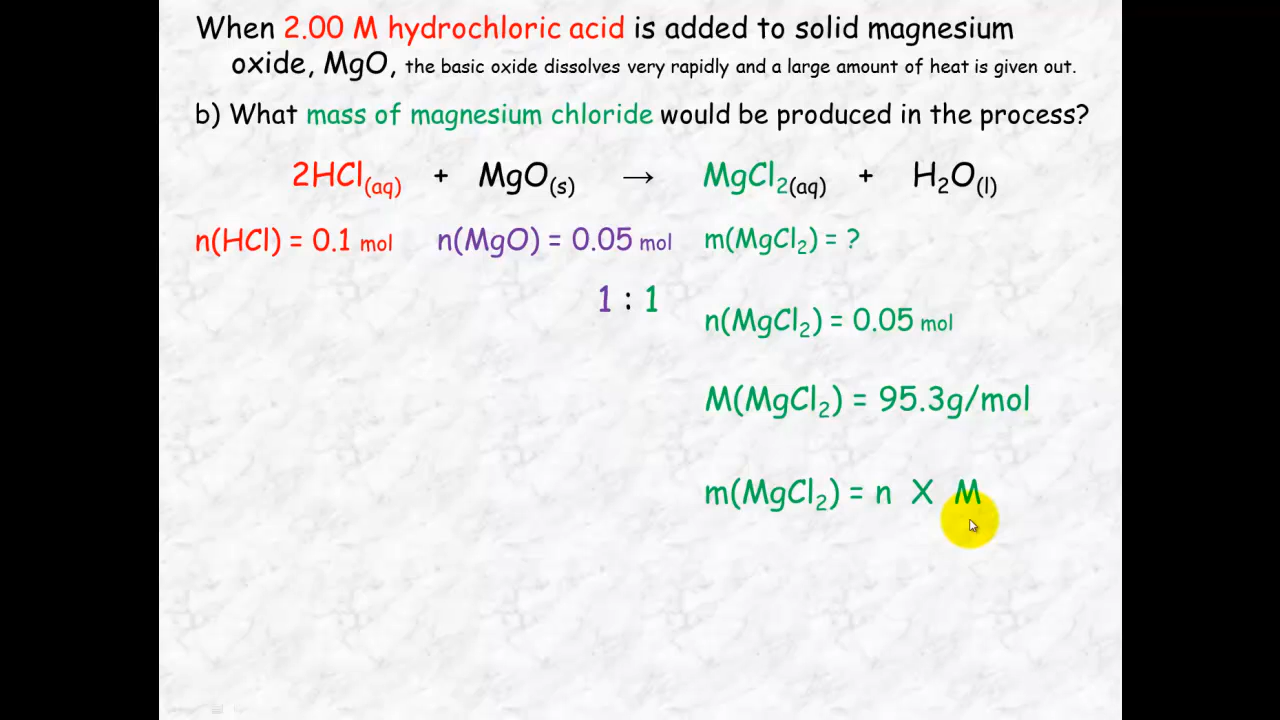 When 2.00 M hydrochloric acid is added to solid magnesium
oxide, MgO, the basic oxide dissolves very rapidly and a large amount of heat is given out.
b) What mass of magnesium chloride would be produced in the process?
2HCl(aq) + MgO(s) → MgCl₂(aq) + H₂O(l)
n(HCl) = 0.1 mol n(MgO) = 0.05 mol m(MgCl₂) = ?
1 : 1
n(MgCl₂) = 0.05 mol
M(MgCl₂) = 95.3g/mol
m(MgCl₂) = n X M